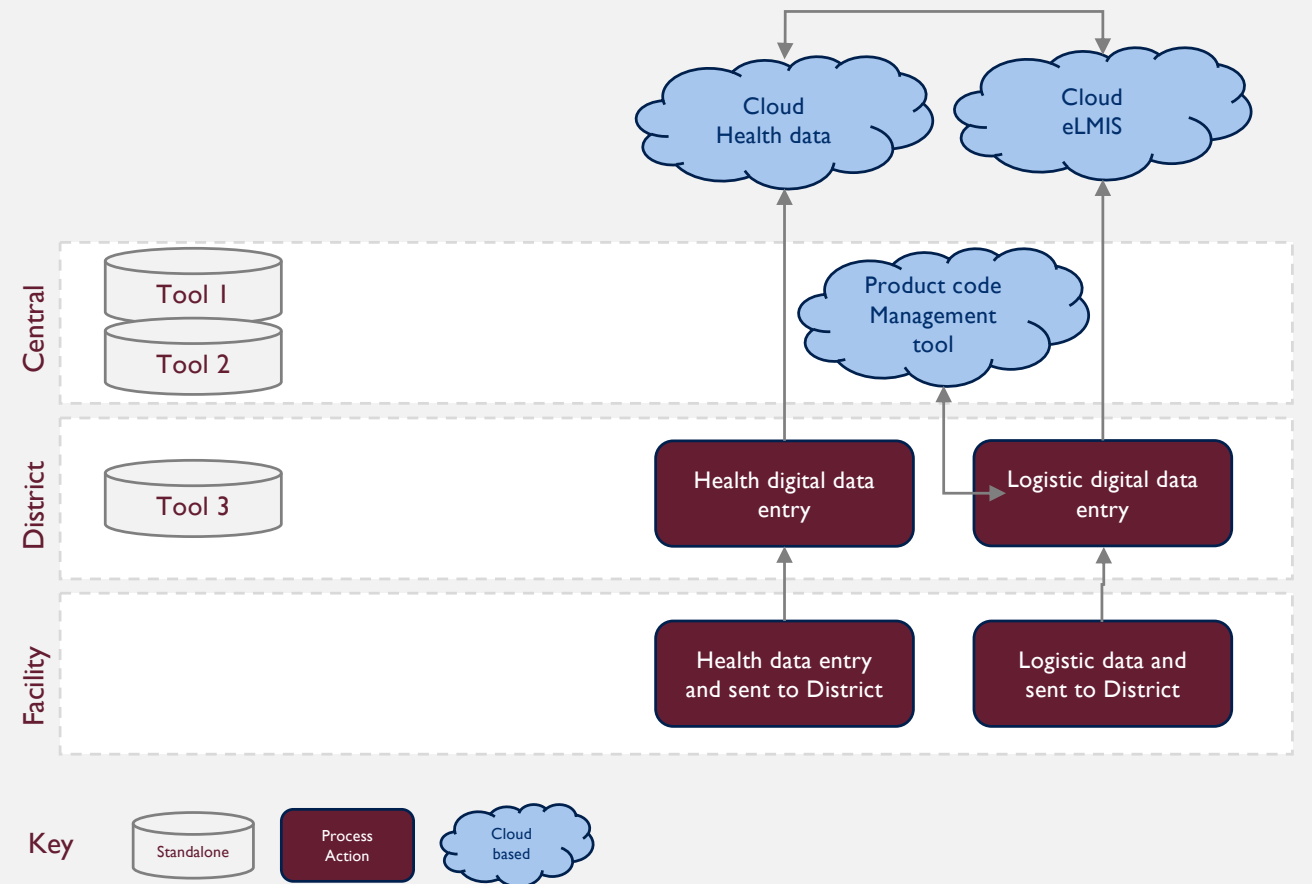 Cloud
Health data
Cloud
eLMIS
Central
Tool 1
Tool 2
Product code
Management
tool
District
Tool 3
Health digital data
entry
Logistic digital data
entry
Facility
Health data entry
and sent to District
Logistic data and
sent to District
Key
Standalone
Process
Action
Cloud
based